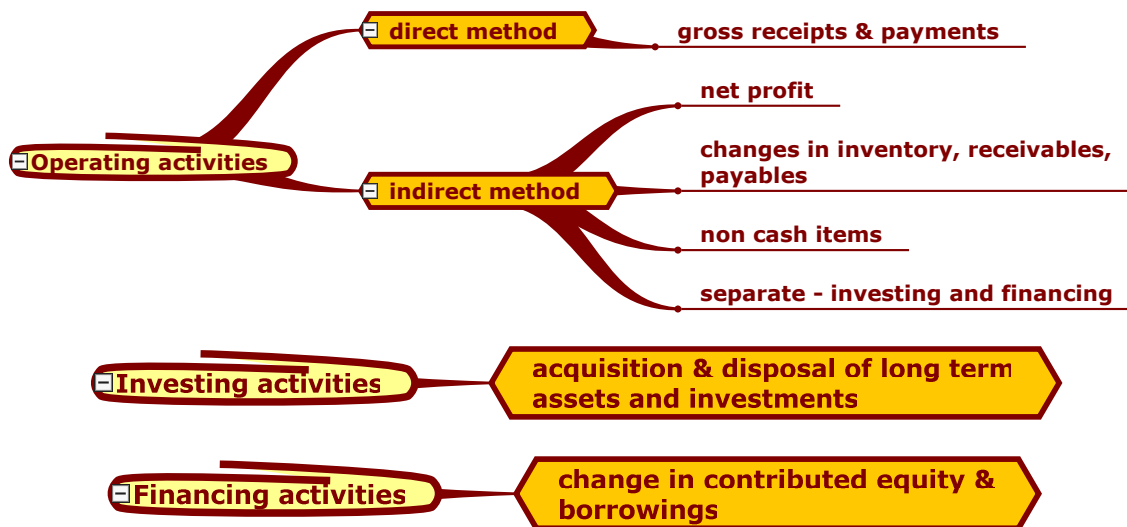 direct method
gross receipts & payments
net profit
Operating activities
changes in inventory, receivables,
payables
indirect method
non cash items
separate - investing and financing
Investing activities
acquisition & disposal of long term
assets and investments
Financing activities
change in contributed equity &
borrowings